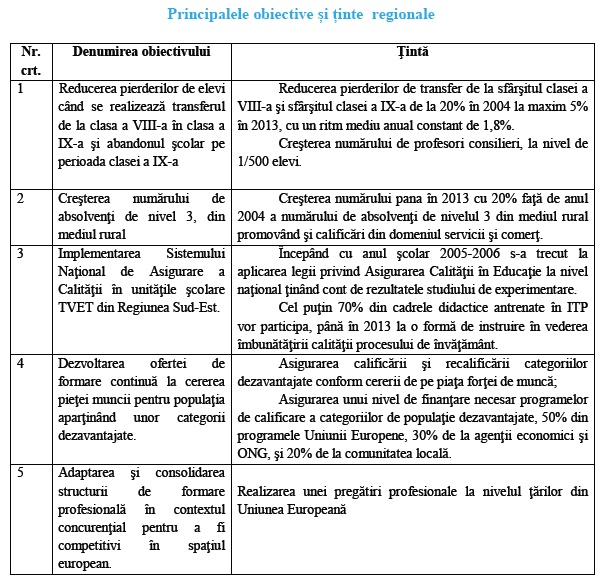 Principalele obiective și ținte  regionale
Nr. crt.
Denumirea obiectivului
Ţintă
1
Reducerea pierderilor de elevi
când se realizează transferul
de la clasa a VIII-a în clasa a
IX-a şi abandonul şcolar pe
perioada clasei a IX-a
Reducerea pierderilor de transfer de la sfârşitul clasei a
VIII-a şi sfârşitul clasei a IX-a de la 20% în 2004 la maxim 5%
în 2013, cu un ritm mediu anual constant de 1,8%.
Creşterea numărului de profesori consilieri, la nivel de
1/500 elevi.
2
Creşterea numărului de
absolvenţi de nivel 3, din
mediul rural
Creşterea numărului pana în 2013 cu 20% faţă de anul
2004 a numărului de absolvenţi de nivelul 3 din mediul rural
promovând şi calificări din domeniul servicii şi comerţ.
3
Implementarea Sistemului
Naţional de Asigurare a
Calităţii în unităţile şcolare
TVET din Regiunea Sud-Est.
Începând cu anul şcolar 2005-2006 s-a trecut la
aplicarea legii privind Asigurarea Calităţii în Educaţie la nivel
naţional ţinând cont de rezultatele studiului de experimentare.
Cel puţin 70% din cadrele didactice antrenate în ITP
vor participa, până în 2013 la o formă de instruire în vederea
îmbunătăţirii calităţii procesului de învăţământ.
4
Dezvoltarea ofertei de
formare continuă la cererea
pieţei muncii pentru populaţia
aparţinând unor categorii
dezavantajate.
Asigurarea calificării şi recalificării categoriilor
dezavantajate conform cererii de pe piaţa forţei de muncă;
Asigurarea unui nivel de finanţare necesar programelor
de calificare a categoriilor de populaţie dezavantajate, 50% din
programele Uniunii Europene, 30% de la agenţii economici şi
ONG, şi 20% de la comunitatea locală.
5
Adaptarea şi consolidarea
structurii de formare
profesională în contextul
concurenţial pentru a fi
competitivi în spaţiul
european.
Realizarea unei pregătiri profesionale la nivelul ţărilor din
Uniunea Europeană